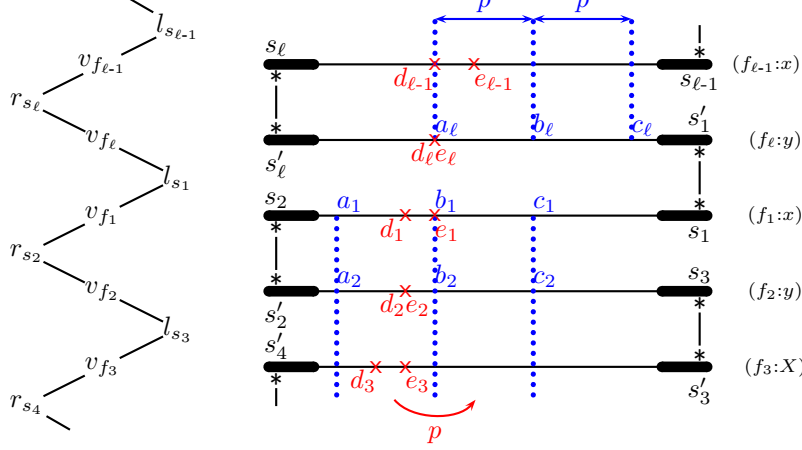 p p
l_{s_{ℓ-1}}
s_ℓ * v_{f_{ℓ-1}} × × d_{ℓ-1} e_{ℓ-1} s_{ℓ-1} * (f_{ℓ-1}:x)
r_{s_ℓ}
v_{f_ℓ} s'_ℓ * a_ℓ b_ℓ c_ℓ × d_ℓ e_ℓ s'_1 * (f_ℓ:y)
l_{s_1}
v_{f_1} s_2 * a_1 b_1 c_1 × × d_1 e_1 s_1 * (f_1:x)
r_{s_2}
v_{f_2} s'_2 * a_2 b_2 c_2 × d_2 e_2 s_3 * (f_2:y)
l_{s_3}
v_{f_3} s'_4 * × × d_3 e_3 s'_3 * (f_3:X)
r_{s_4}
p